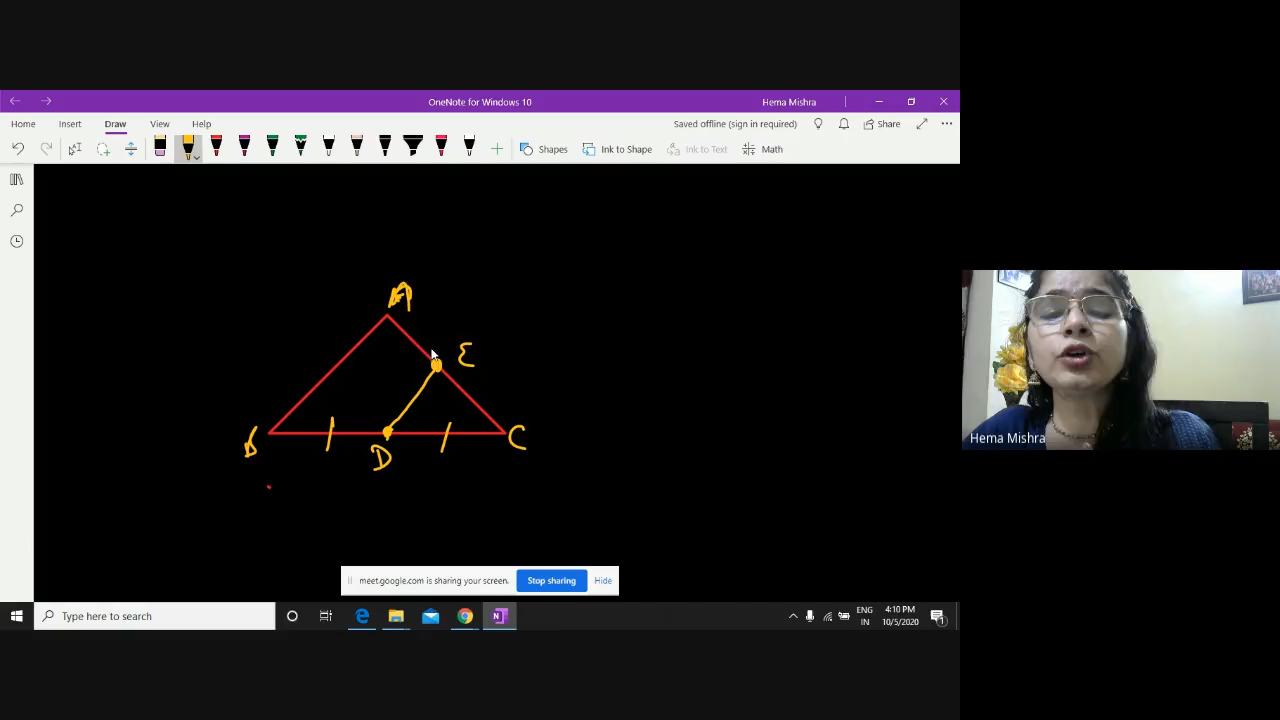 OneNote for Windows 10
Hema Mishra
Home Insert Draw View Help
Saved offline (sign in required)
Share
Shapes
Ink to Shape
Ink to Text
Math
A
E
B
D
C
Hema Mishra
meet.google.com is sharing your screen.
Stop sharing
Hide
Type here to search
ENG
IN
4:10 PM
10/5/2020
1